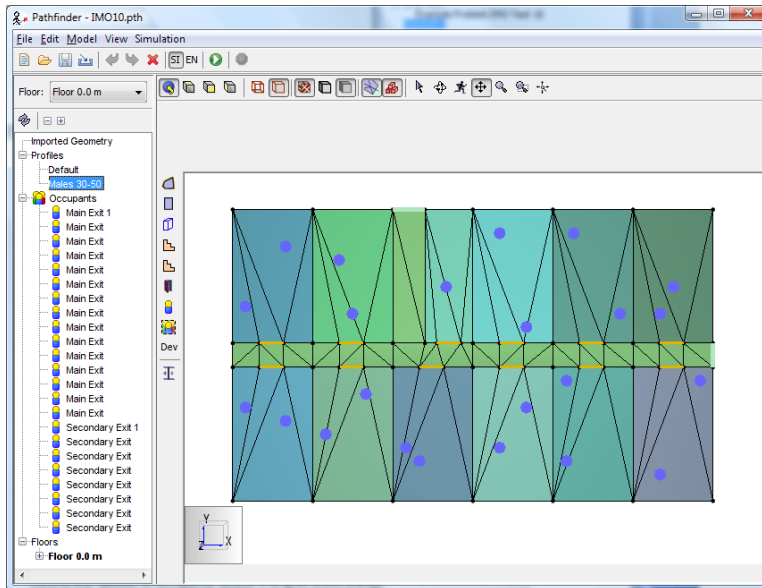 Pathfinder - IMO10.pth
File Edit Model View Simulation
SI EN
Floor: Floor 0.0 m
Imported Geometry
Profiles
Default
Males 30-50
Occupants
Main Exit 1
Main Exit
Main Exit
Main Exit
Main Exit
Main Exit
Main Exit
Main Exit
Main Exit
Main Exit
Main Exit
Main Exit
Main Exit
Main Exit
Main Exit
Secondary Exit 1
Secondary Exit
Secondary Exit
Secondary Exit
Secondary Exit
Secondary Exit
Secondary Exit
Secondary Exit
Floors
Floor 0.0 m
Dev
Y
Z
X